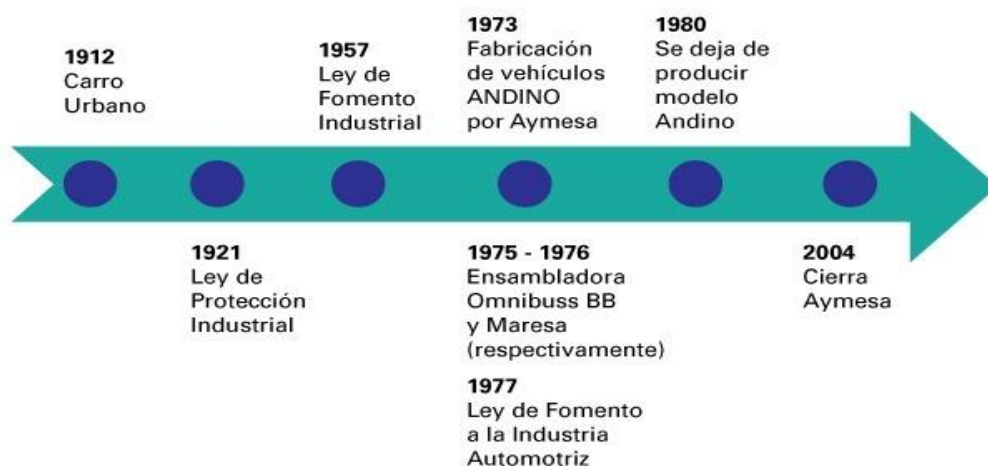 1912
Carro
Urbano
1957
Ley de
Fomento
Industrial
1973
Fabricación
de vehículos
ANDINO
por Aymesa
1980
Se deja de
producir
modelo
Andino
1921
Ley de
Protección
Industrial
1975 - 1976
Ensambladora
Omnibuss BB
y Maresa
(respectivamente)
1977
Ley de Fomento
a la Industria
Automotriz
2004
Cierra
Aymesa